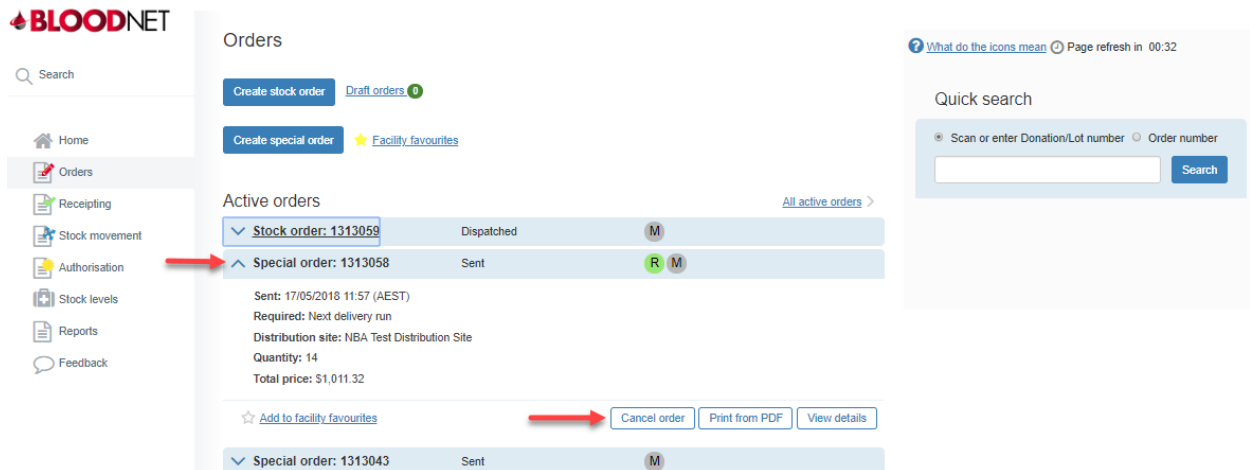 BLOODNET
Search
Home
Orders
Receipting
Stock movement
Authorisation
Stock levels
Reports
Feedback
Orders
Create stock order Draft orders 0
Create special order Facility favourites
Active orders All active orders
Stock order: 1313059 Dispatched M
Special order: 1313058 Sent R M
Sent: 17/05/2018 11:57 (AEST)
Required: Next delivery run
Distribution site: NBA Test Distribution Site
Quantity: 14
Total price: $1,011.32
Add to facility favourites Cancel order Print from PDF View details
Special order: 1313043 Sent M
? What do the icons mean Page refresh in 00:32
Quick search
Scan or enter Donation/Lot number Order number
Search